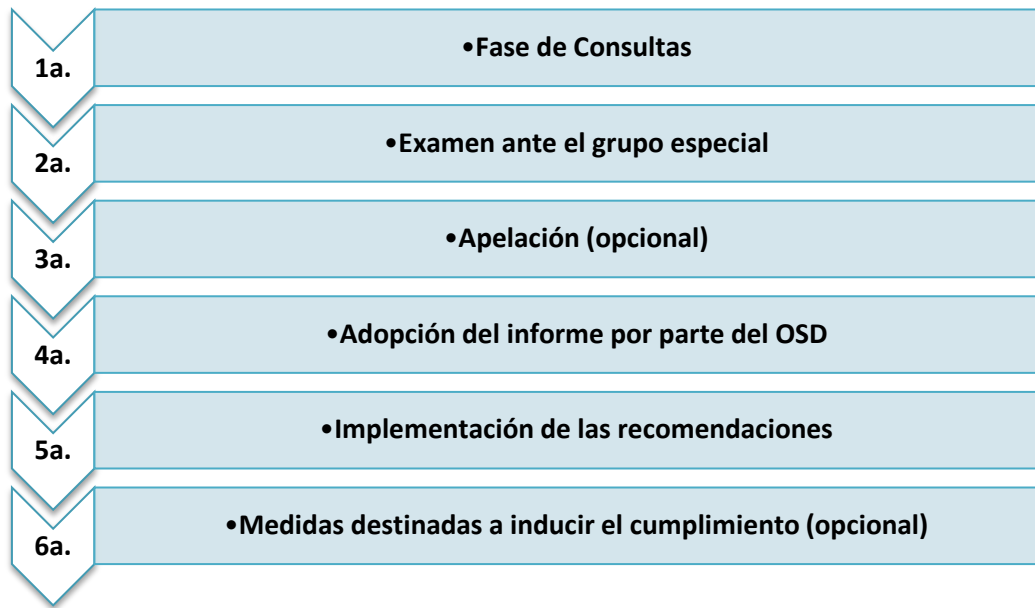 1a. •Fase de Consultas
2a. •Examen ante el grupo especial
3a. •Apelación (opcional)
4a. •Adopción del informe por parte del OSD
5a. •Implementación de las recomendaciones
6a. •Medidas destinadas a inducir el cumplimiento (opcional)